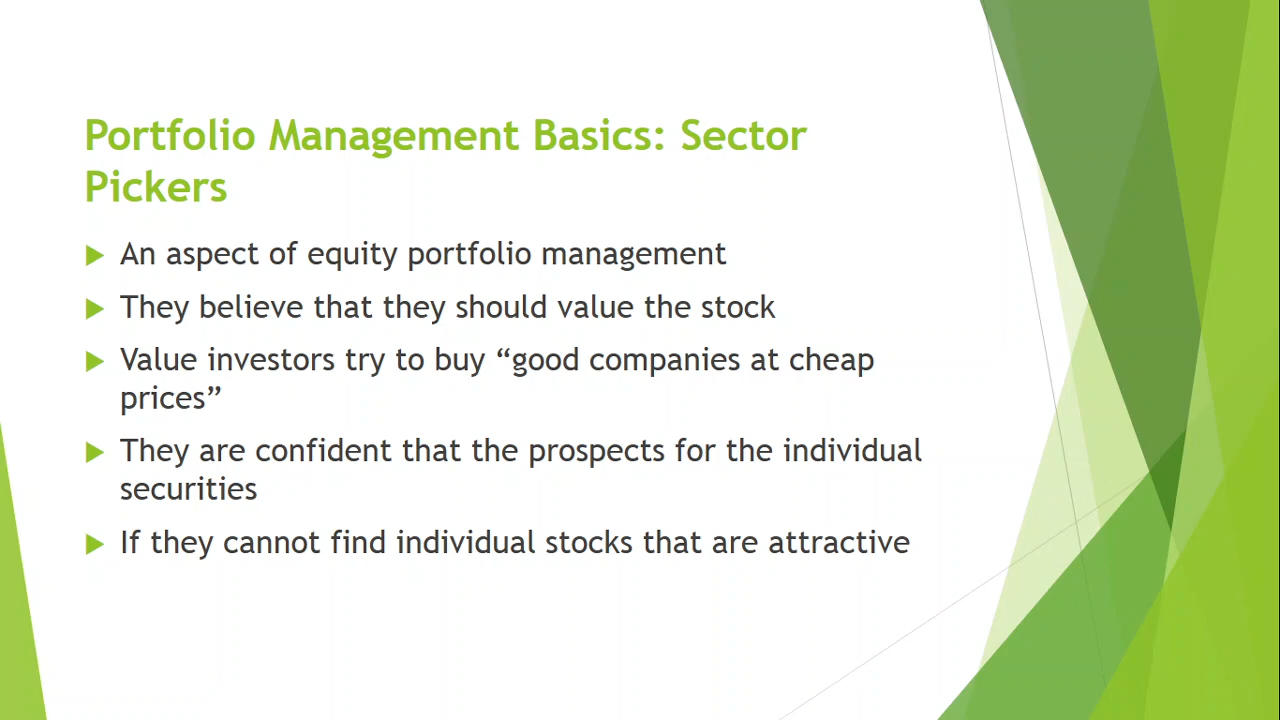 Portfolio Management Basics: Sector
Pickers
An aspect of equity portfolio management
They believe that they should value the stock
Value investors try to buy “good companies at cheap
prices”
They are confident that the prospects for the individual
securities
If they cannot find individual stocks that are attractive